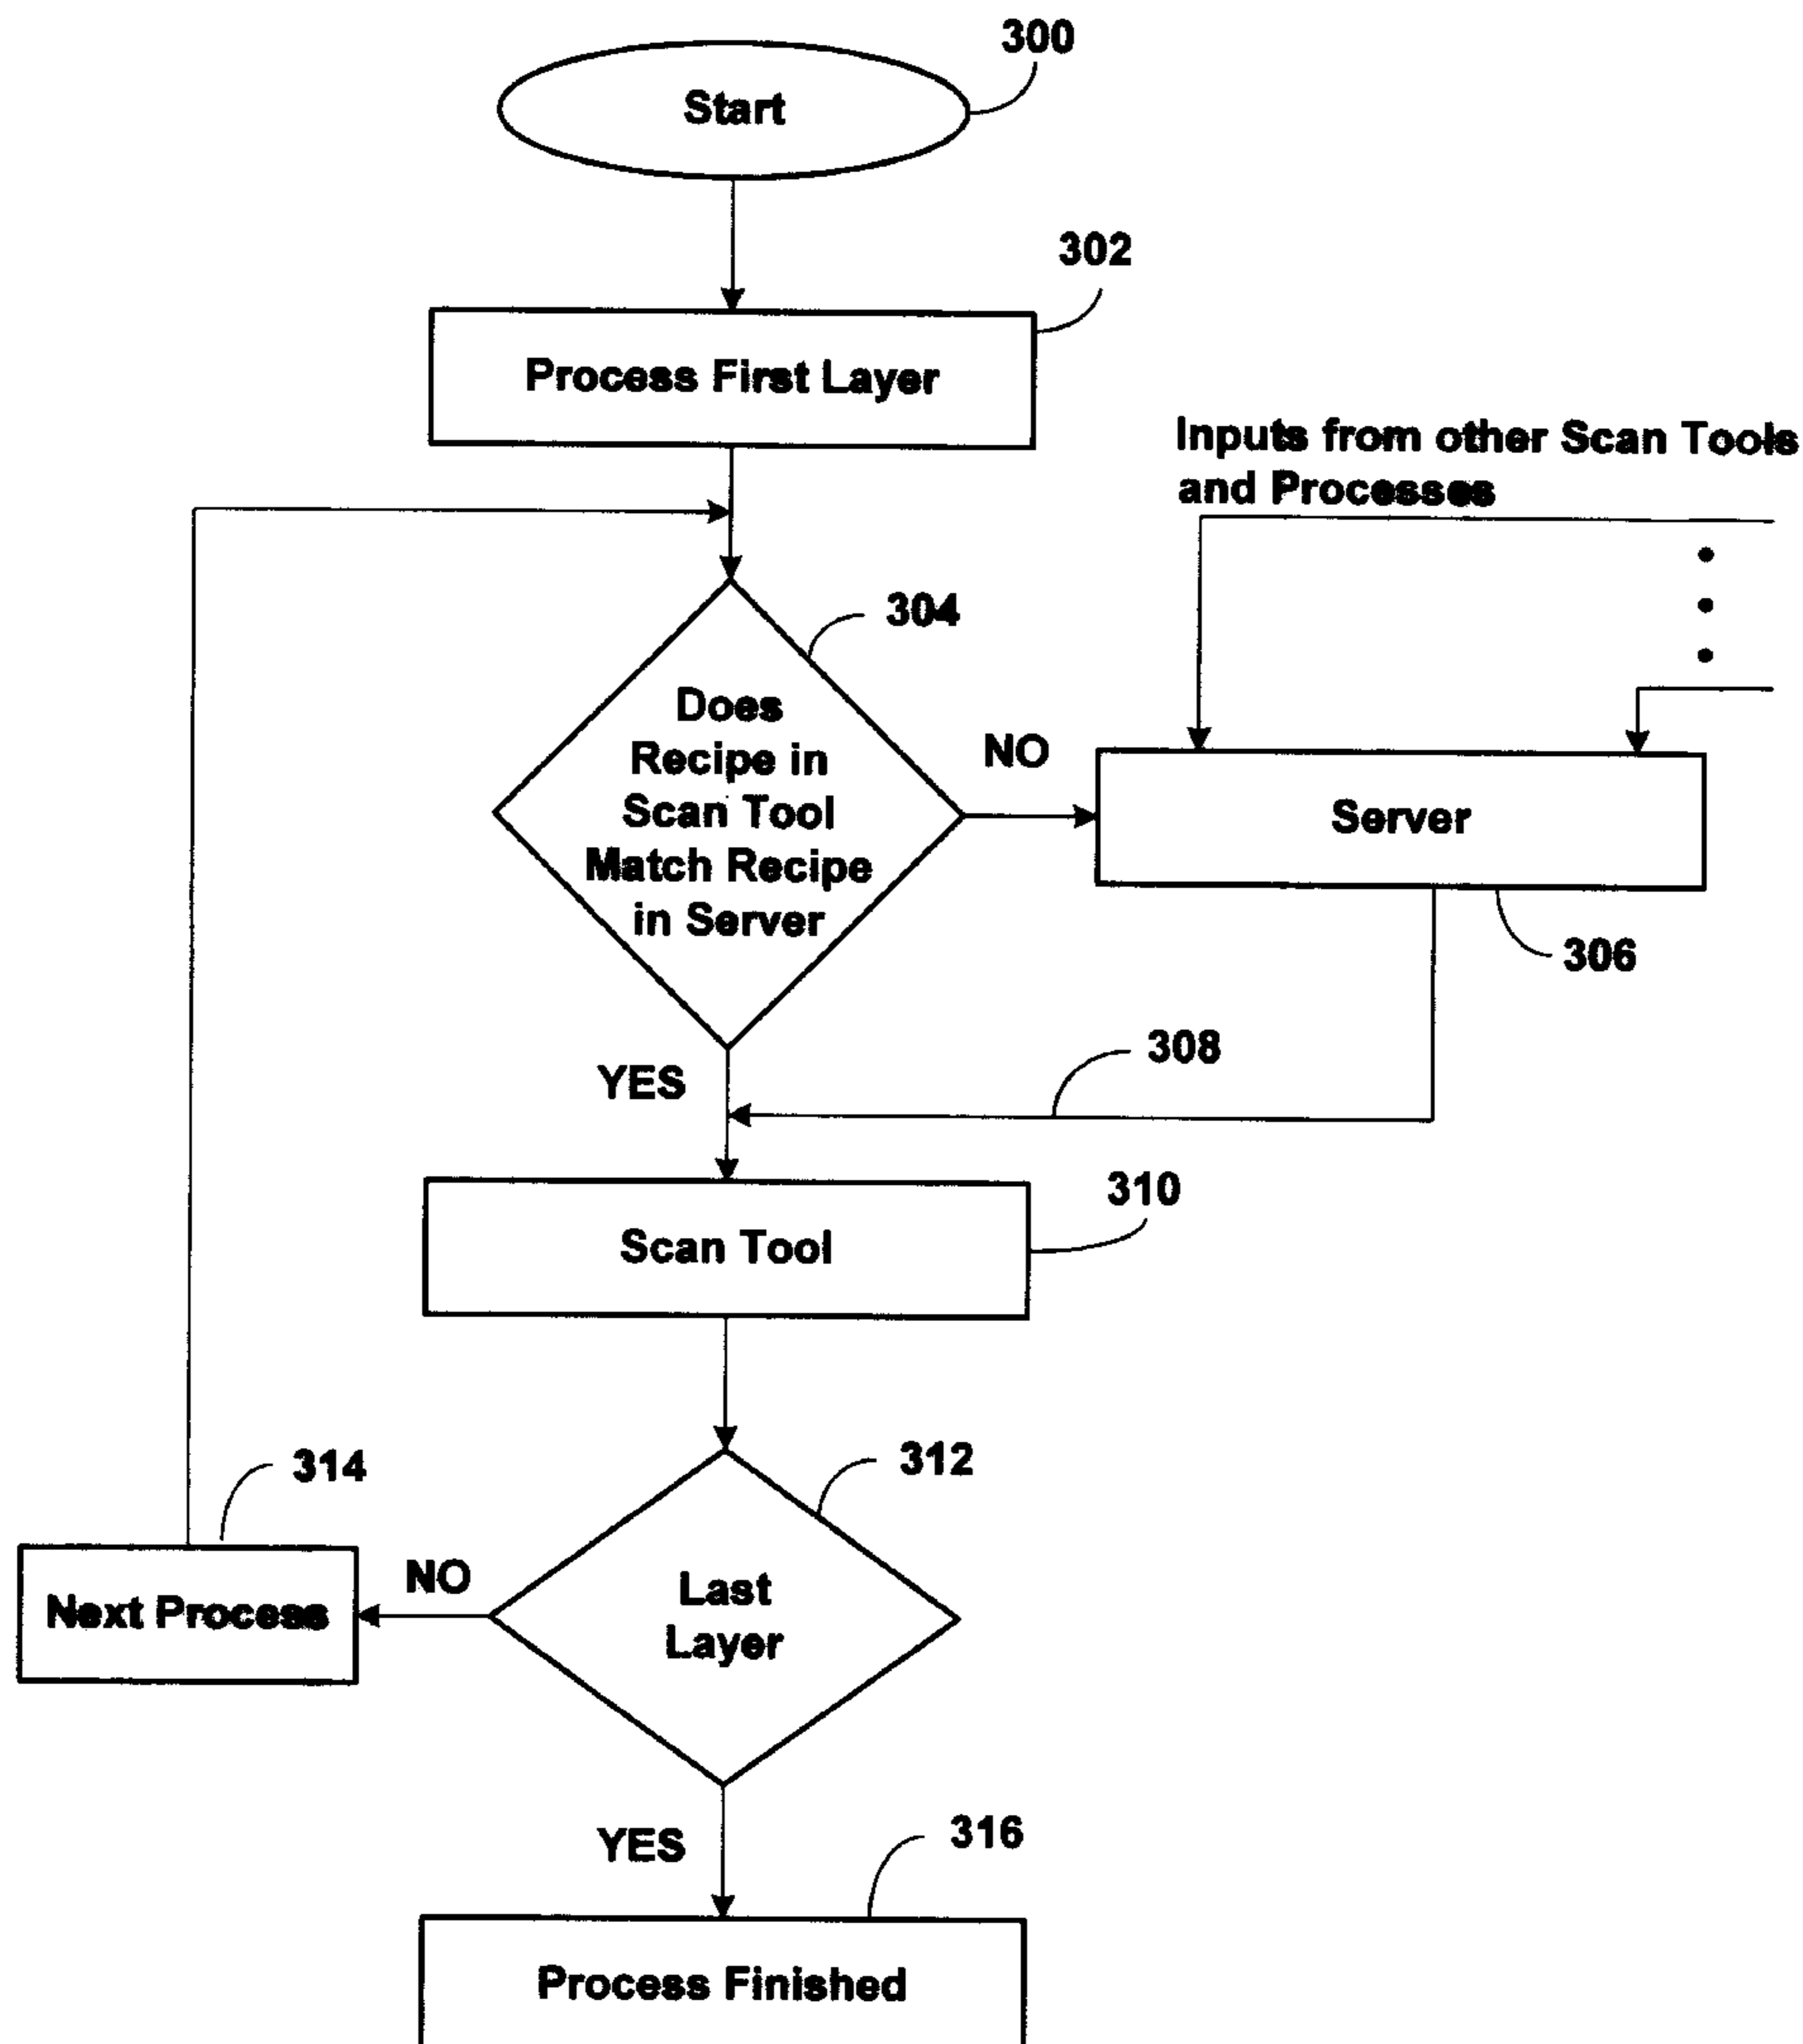 300
Start
302
Process First Layer
Inputs from other Scan Tools
and Processes
304
Does
Recipe in
Scan Tool
Match Recipe
in Server
NO
Server
306
308
YES
310
Scan Tool
314
312
NO
Next Process
Last
Layer
YES
316
Process Finished